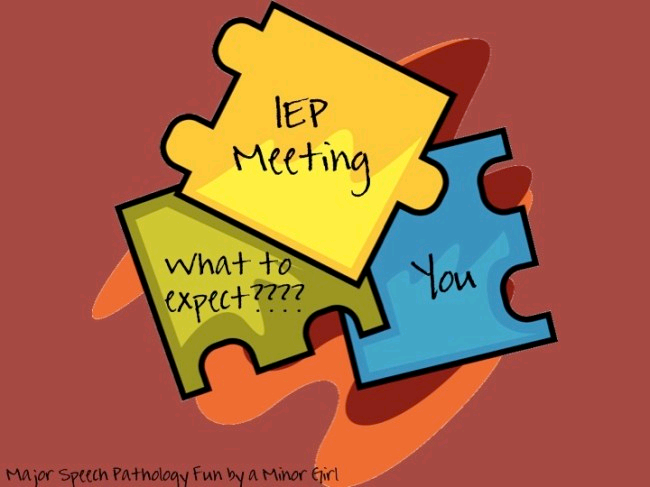 IEP
Meeting
What to
expect????
You
Major Speech Pathology Fun by a Minor Girl